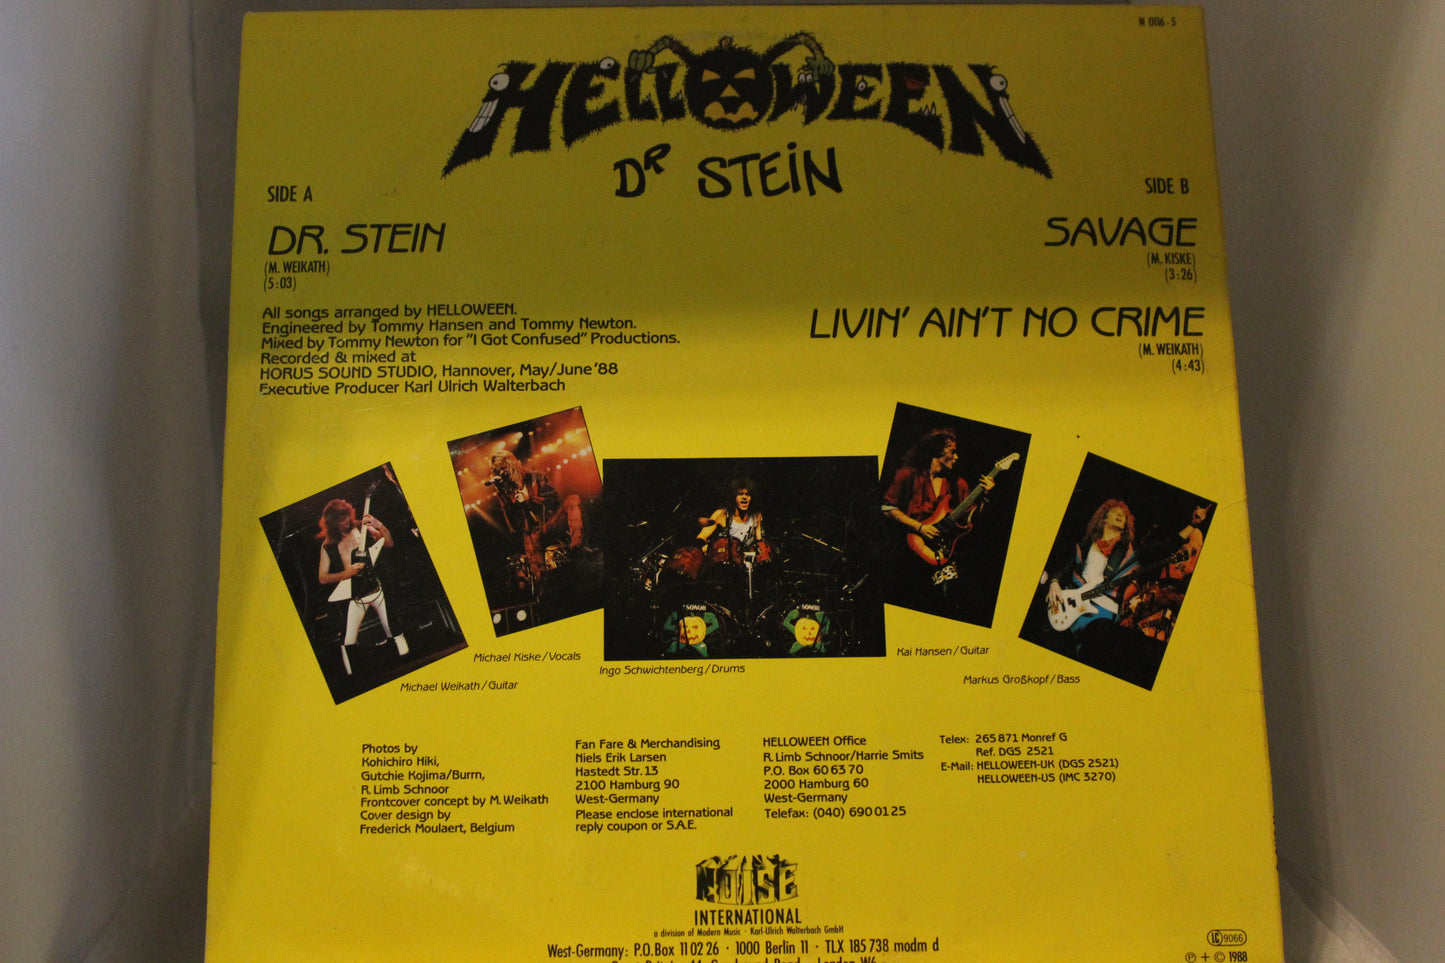 N 0116-5
HELLOWEEN
DR STEIN
SIDE A
DR. STEIN
(M. WEIKATH)
(5:03)
All songs arranged by HELLOWEEN.
Engineered by Tommy Hansen and Tommy Newton.
Mixed by Tommy Newton for "I Got Confused" Productions.
Recorded & mixed at
HORUS SOUND STUDIO, Hannover, May/June '88
Executive Producer Karl Ulrich Walterbach
SIDE B
SAVAGE
(M. KISKE)
(3:26)
LIVIN' AIN'T NO CRIME
(M. WEIKATH)
(4:43)
SONOR
SONOR
Michael Weikath/Guitar
Michael Kiske/Vocals
Ingo Schwichtenberg/Drums
Kai Hansen/Guitar
Markus Großkopf/Bass
Photos by
Kohichiro Hiki,
Gutchie Kojima/Burrn,
R. Limb Schnoor
Frontcover concept by M. Weikath
Cover design by
Frederick Moulaert, Belgium
Fan Fare & Merchandising
Niels Erik Larsen
Hastedt Str. 13
2100 Hamburg 90
West-Germany
Please enclose international
reply coupon or S.A.E.
HELLOWEEN Office
R. Limb Schnoor/Harrie Smits
P.O. Box 60 63 70
2000 Hamburg 60
West-Germany
Telefax: (040) 690 01 25
Telex: 265 871 Monref G
Ref. DGS 2521
E-Mail: HELLOWEEN-UK (DGS 2521)
HELLOWEEN-US (IMC 3270)
NOISE
INTERNATIONAL
a division of Modern Music · Karl-Ulrich Walterbach GmbH
West-Germany: P.O. Box 11 02 26 · 1000 Berlin 11 · TLX 185 738 modm d
London W6
LC 9066
℗ + © 1988